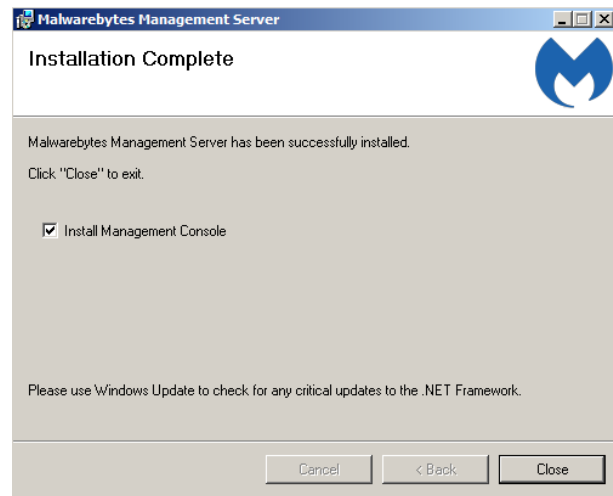 Malwarebytes Management Server
Installation Complete
Malwarebytes Management Server has been successfully installed.
Click "Close" to exit.
Install Management Console
Please use Windows Update to check for any critical updates to the .NET Framework.
Cancel
< Back
Close